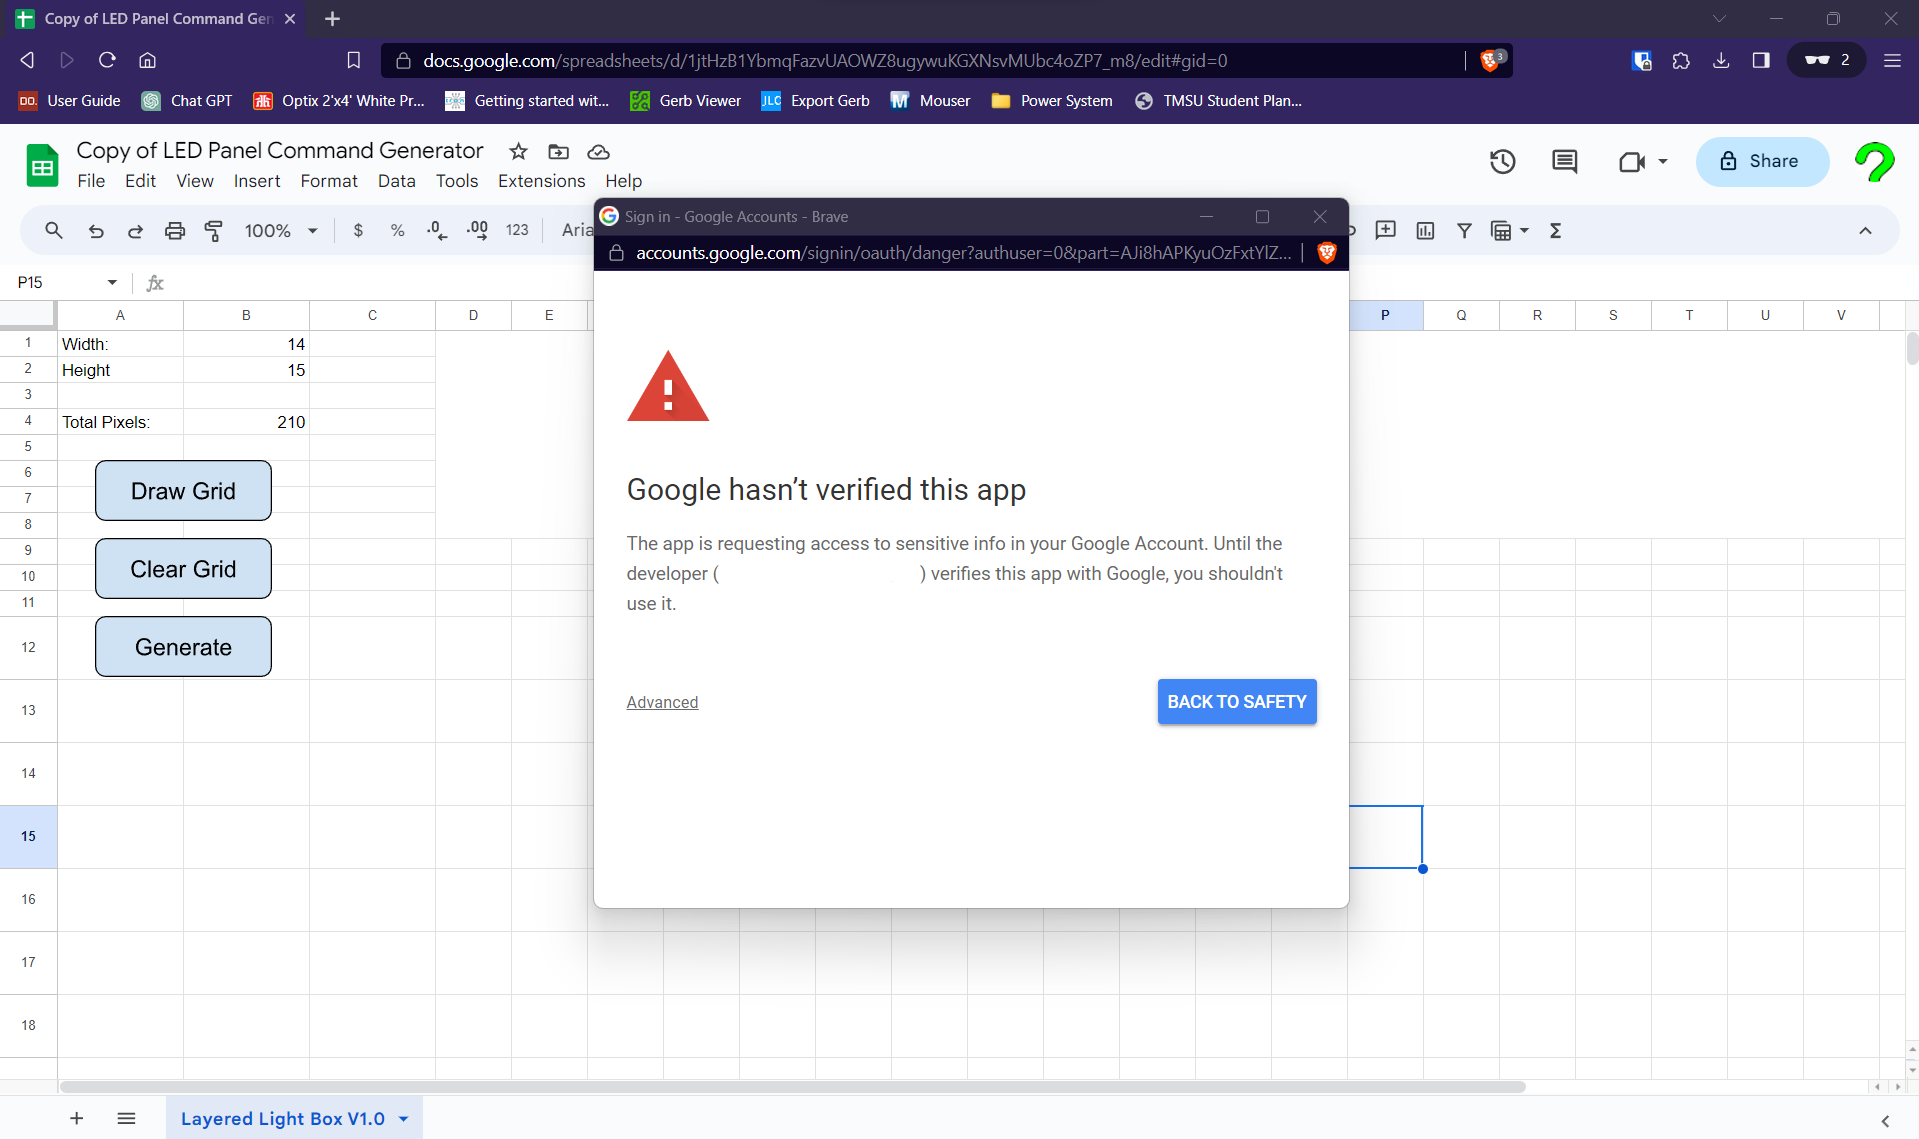 Copy of LED Panel Command Gen
docs.google.com/spreadsheets/d/1jtHzB1YbmqFazvUAOWZ8ugywuKGXNsvMUbc4oZP7_m8/edit#gid=0
3
2
DO. User Guide
Chat GPT
Optix 2'x4' White Pr...
Getting started wit...
Gerb Viewer
JLC Export Gerb
M Mouser
Power System
TMSU Student Plan...
Copy of LED Panel Command Generator
File Edit View Insert Format Data Tools Extensions Help
Share
100% $ % .0 .00 123 Aria
Σ
P15 fx
A B C D E P Q R S T U V
1 Width: 14
2 Height 15
3
4 Total Pixels: 210
5
6
7
8
9
10
11
12
13
14
15
16
17
18
Draw Grid
Clear Grid
Generate
Sign in - Google Accounts - Brave
accounts.google.com/signin/oauth/danger?authuser=0&part=AJi8hAPKyuOzFxtYlZ...
Google hasn't verified this app
The app is requesting access to sensitive info in your Google Account. Until the
developer ( ) verifies this app with Google, you shouldn't
use it.
Advanced
BACK TO SAFETY
Layered Light Box V1.0